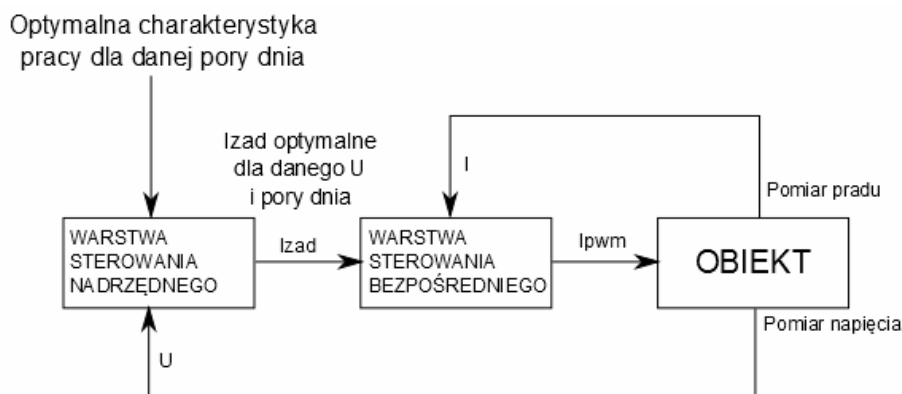 Optymalna charakterystyka
pracy dla danej pory dnia
Izad optymalne
dla danego U
i pory dnia
I
Pomiar pradu
WARSTWA
STEROWANIA
NADRZĘDNEGO
Izad
WARSTWA
STEROWANIA
BEZPOŚREDNIEGO
Ipwm
OBIEKT
Pomiar napięcia
U